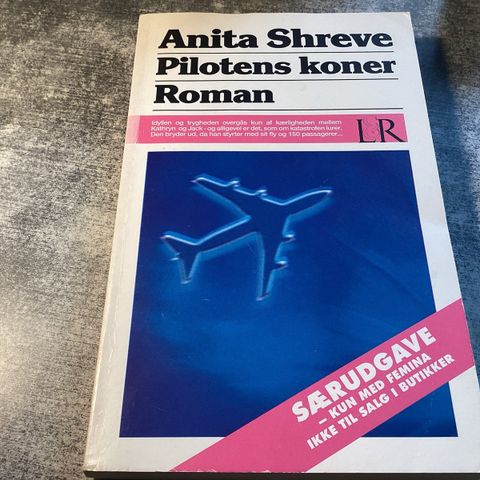 Anita Shreve
Pilotens koner
Roman
Idyllen og trygheden overgås kun af kærligheden mellem
Kathryn og Jack - og alligevel er det, som om katastrofen lurer.
Den bryder ud, da han styrter med sit fly og 150 passagerer...
L&R
SÆRUDGAVE
– KUN MED FEMINA
IKKE TIL SALG I BUTIKKER